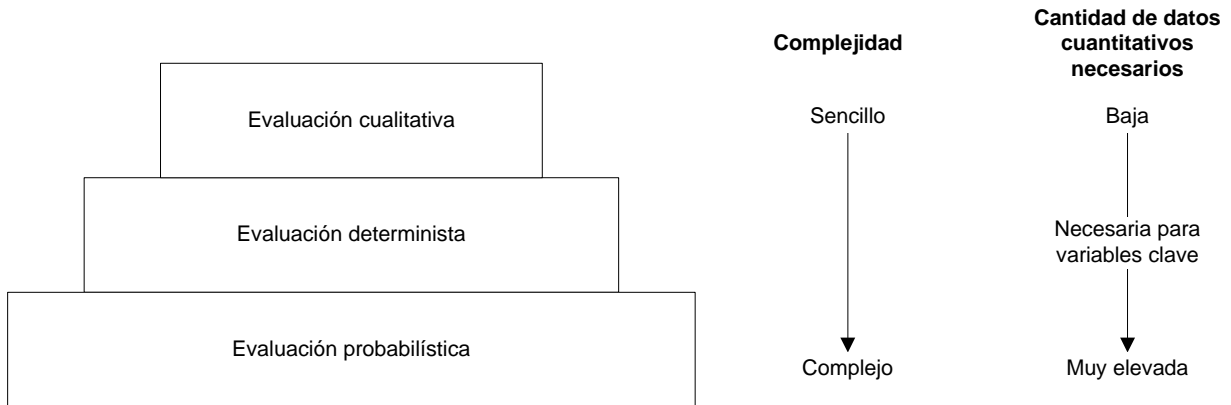 Evaluación cualitativa
Evaluación determinista
Evaluación probabilística
Complejidad
Sencillo
Complejo
Cantidad de datos
cuantitativos
necesarios
Baja
Necesaria para
variables clave
Muy elevada